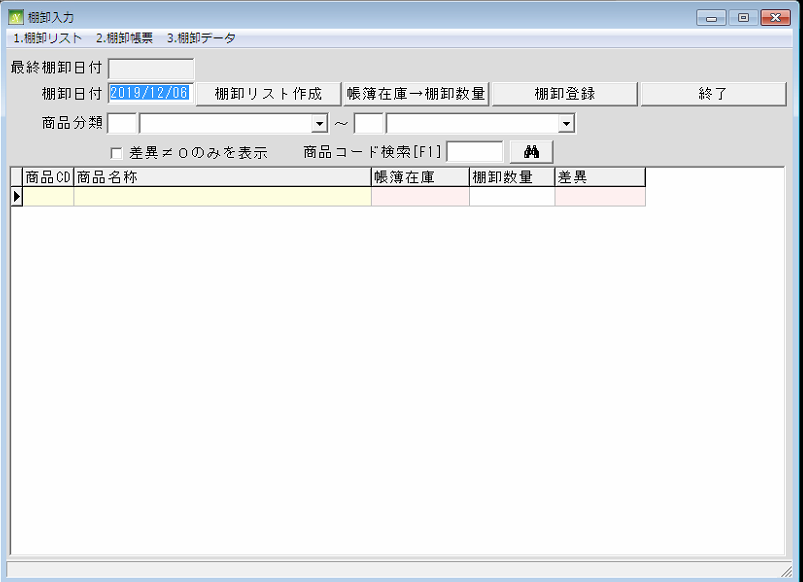 棚卸入力
1.棚卸リスト 2.棚卸帳票 3.棚卸データ
最終棚卸日付
棚卸日付 2019/12/06 棚卸リスト作成 帳簿在庫→棚卸数量 棚卸登録 終了
商品分類 ～
差異≠0のみを表示 商品コード検索[F1]
商品CD 商品名称 帳簿在庫 棚卸数量 差異